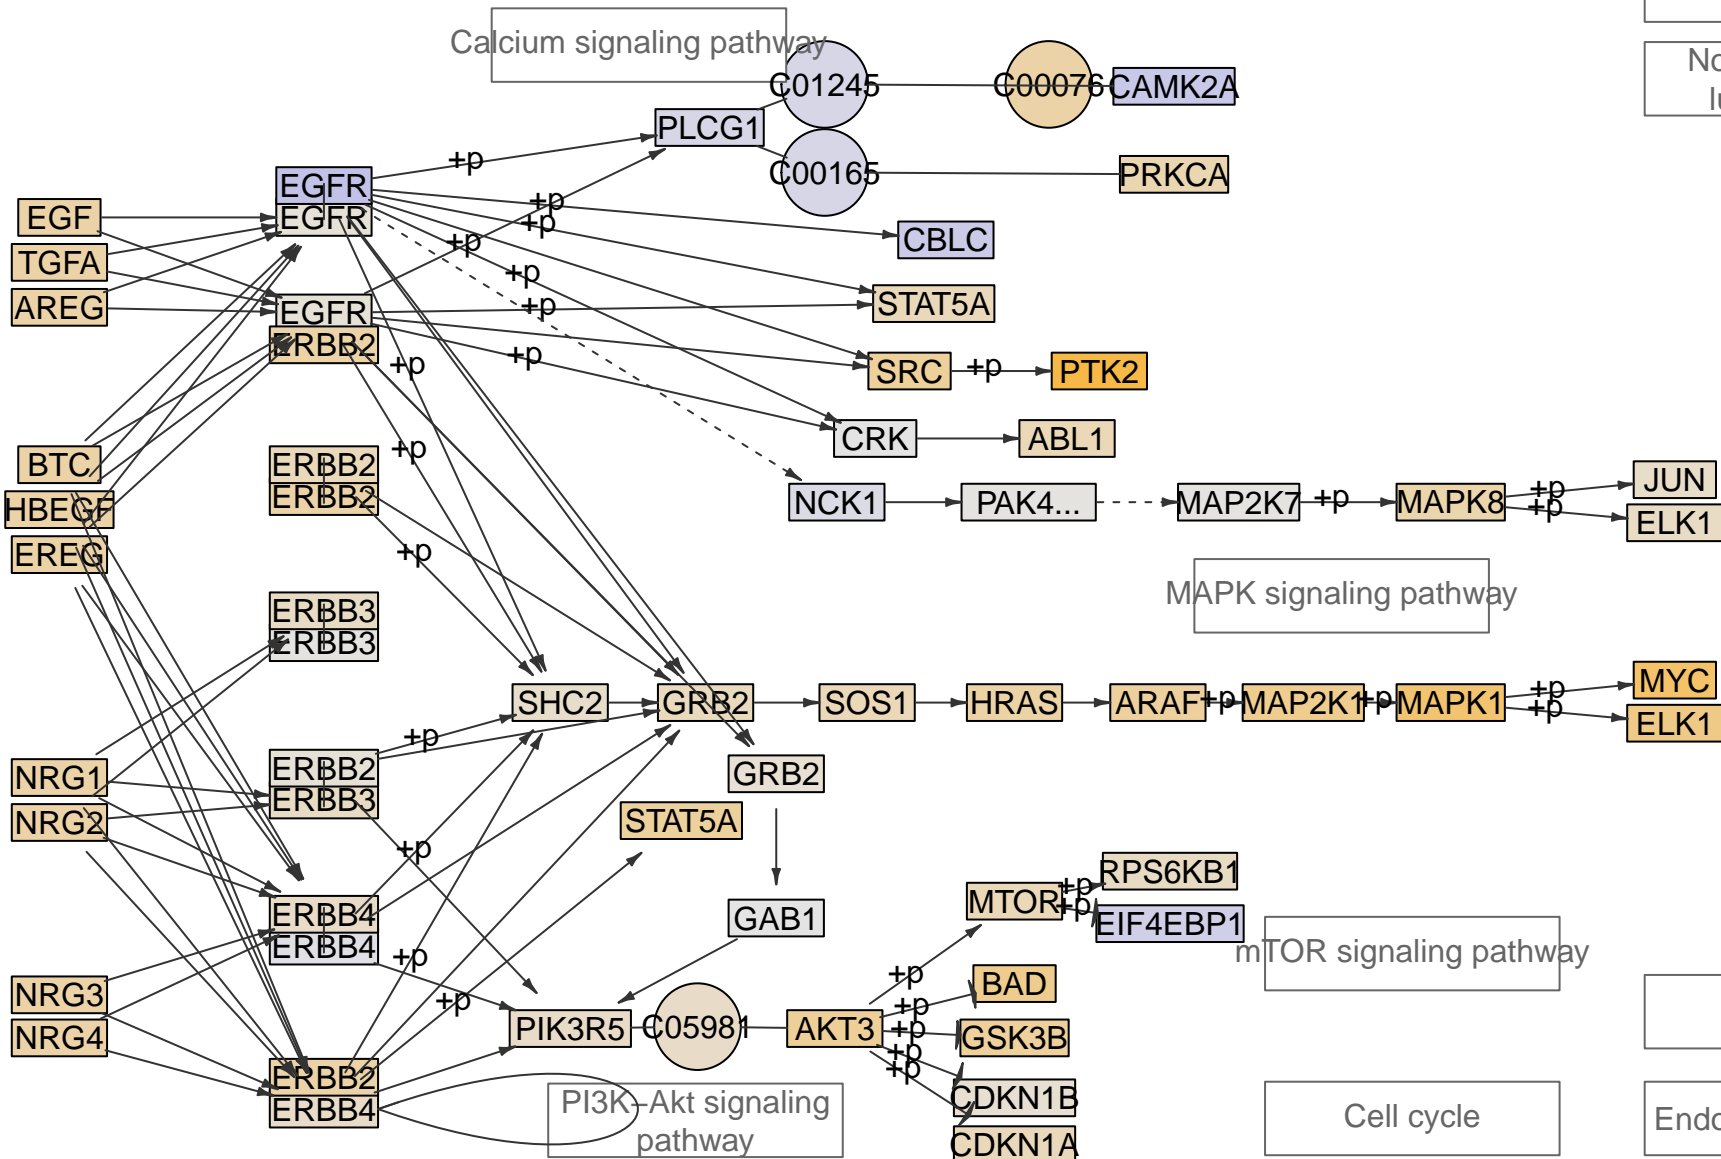 Calcium signaling pathway
C01245
C00076
CAMK2A
No
lu
PLCG1
C00165
PRKCA
+p
EGFR
EGFR
EGF
TGFA
AREG
+p
+p
+p
+p
+p
CBLC
STAT5A
EGFR
ERBB2
+p
+p
SRC
+p
PTK2
CRK
ABL1
BTC
HBEGF
EREG
ERBB2
ERBB2
+p
+p
NCK1
PAK4...
MAP2K7
+p
MAPK8
+p
+p
JUN
ELK1
MAPK signaling pathway
ERBB3
ERBB3
SHC2
GRB2
SOS1
HRAS
ARAF
+p
MAP2K1
+p
MAPK1
+p
+p
MYC
ELK1
NRG1
NRG2
ERBB2
ERBB3
+p
GRB2
STAT5A
+p
ERBB4
ERBB4
+p
GAB1
MTOR
+p
+p
RPS6KB1
EIF4EBP1
mTOR signaling pathway
NRG3
NRG4
+p
PIK3R5
C05981
AKT3
+p
+p
+p
+p
+p
BAD
GSK3B
CDKN1B
CDKN1A
ERBB2
ERBB4
PI3K−Akt signaling
pathway
Cell cycle
Endo